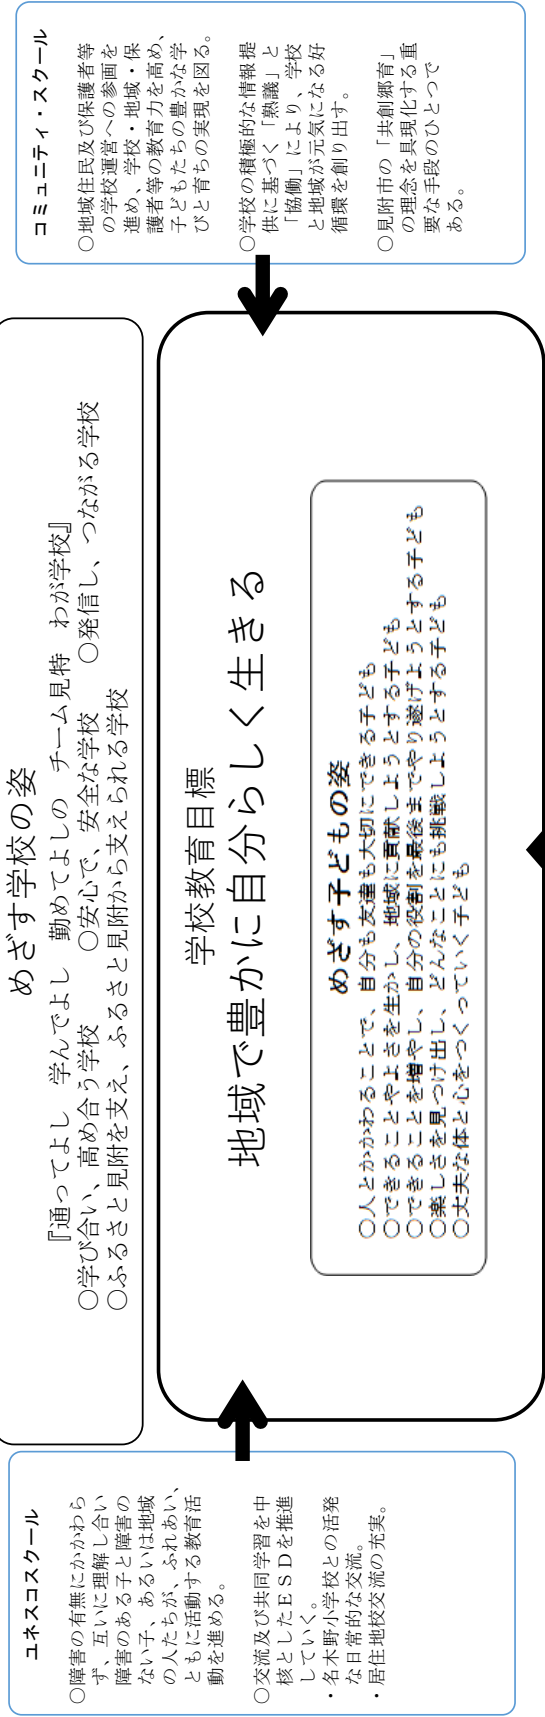 めざす学校の姿
『通ってよし　学んでよし　勤めてよしの　チーム見特　わが学校』
○学び合い、高め合う学校　　○安心で、安全な学校　　○発信し、つながる学校
○ふるさと見附を支え、ふるさと見附から支えられる学校
ユネスコスクール
○障害の有無にかかわら
ず、互いに理解し合い
障害のある子と障害の
ない子、あるいは地域
の人たちが、ふれあい、
ともに活動する教育活
動を進める。
○交流及び共同学習を中
核としたＥＳＤを推進
していく。
・名木野小学校との活発
な日常的な交流。
・居住地校交流の充実。
学校教育目標
地域で豊かに自分らしく生きる
めざす子どもの姿
○人とかかわることで、自分も友達も大切にできる子ども
○できることやよさを生かし、地域に貢献しようとする子ども
○できることを増やし、自分の役割を最後までやり遂げようとする子ども
○楽しさを見つけ出し、どんなことにも挑戦しようとする子ども
○丈夫な体と心をつくっていく子ども
コミュニティ・スクール
○地域住民及び保護者等
の学校運営への参画を
進め、学校・地域・保
護者等の教育力を高め、
子どもたちの豊かな学
びと育ちの実現を図る。
○学校の積極的な情報提
供に基づく「熟議」と
「協働」により、学校
と地域が元気になる好
循環を創り出す。
○見附市の「共創郷育」
の理念を具現化する重
要な手段のひとつで
ある。